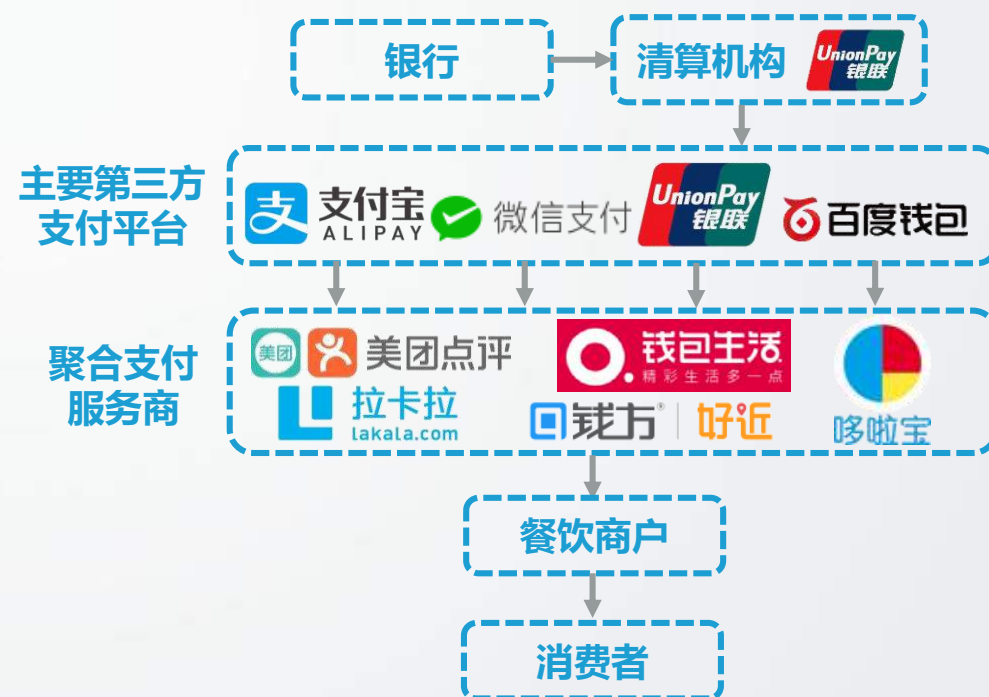 银行
清算机构
UnionPay
银联
主要第三方
支付平台
支
支付宝
ALIPAY
微信支付
UnionPay
银联
百度钱包
聚合支付
服务商
美团
美团点评
钱包生活
精彩生活多一点
拉卡拉
lakala.com
钱方®
好近
哆啦宝
餐饮商户
消费者